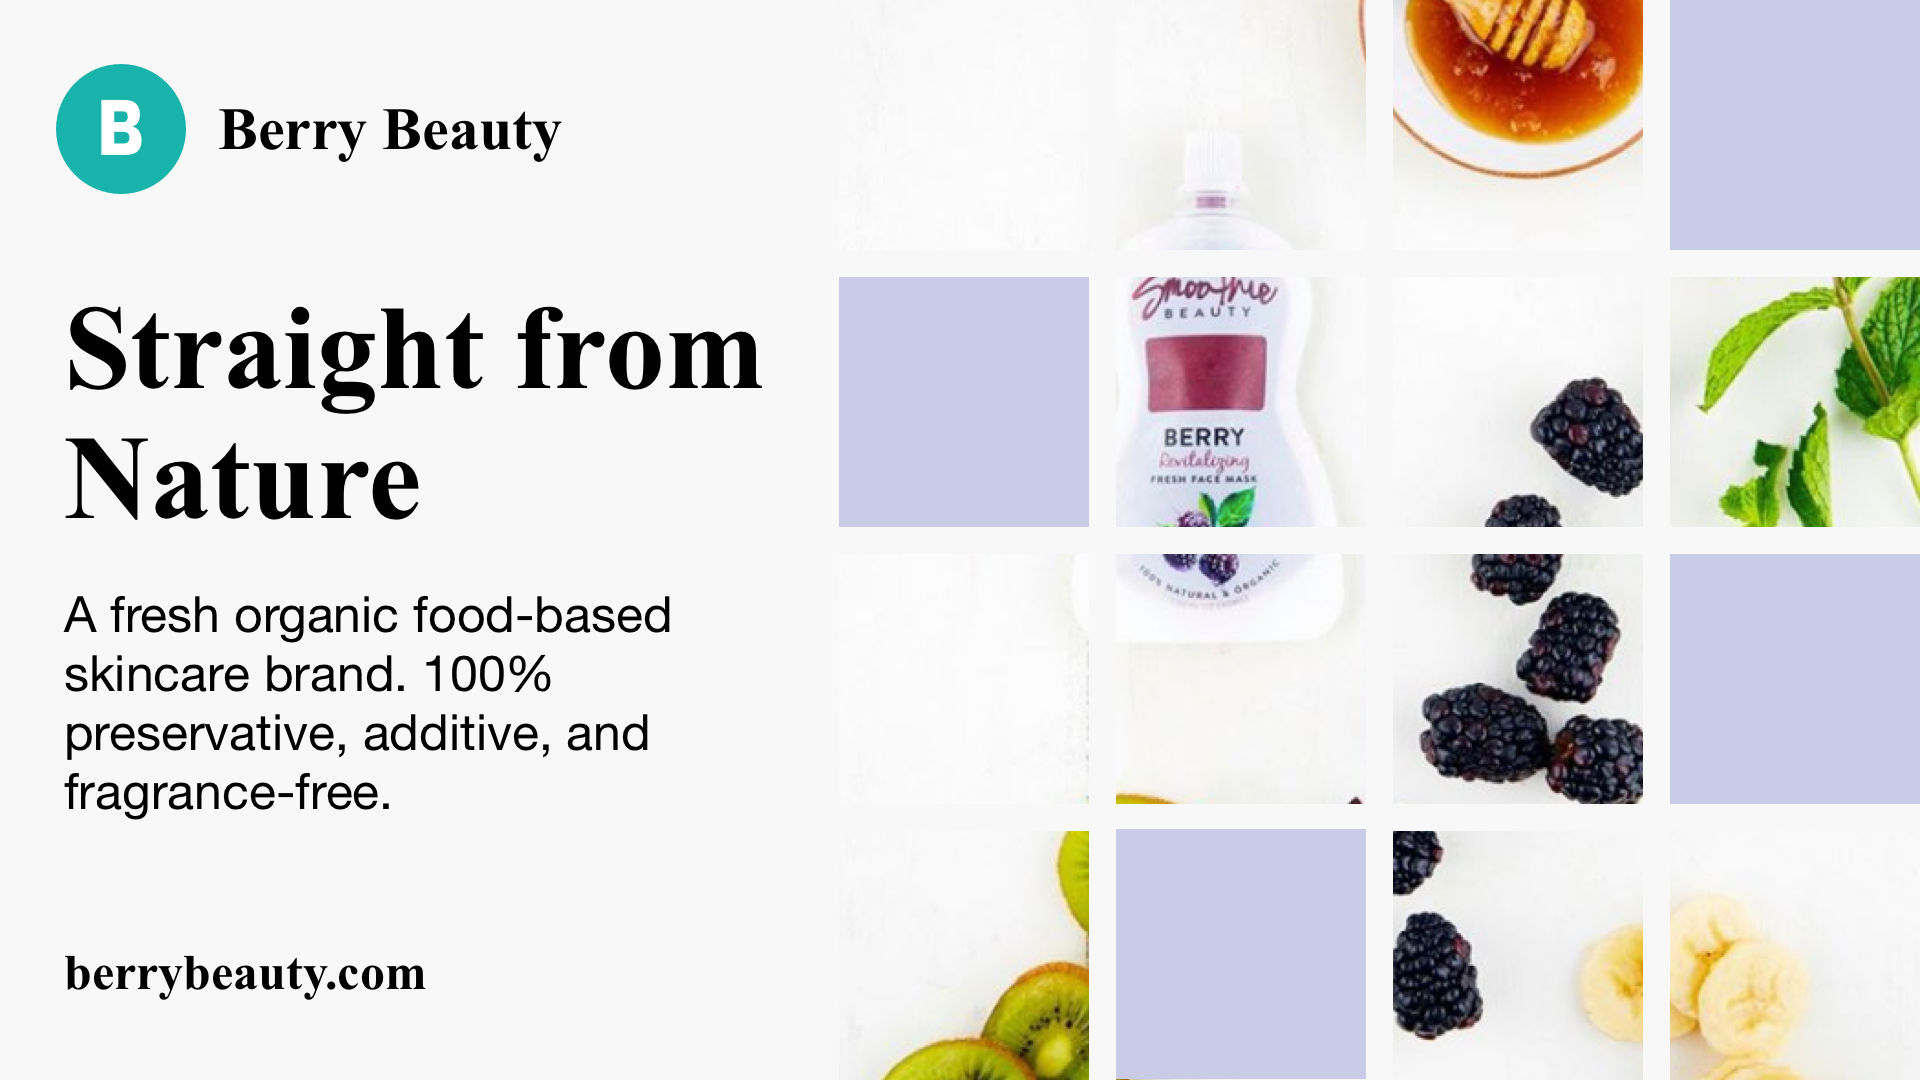 B
Berry Beauty
Straight from
Nature
A fresh organic food-based
skincare brand. 100%
preservative, additive, and
fragrance-free.
berrybeauty.com
Smoothie
BEAUTY
BERRY
Revitalizing
FRESH FACE MASK
100% NATURAL & ORGANIC